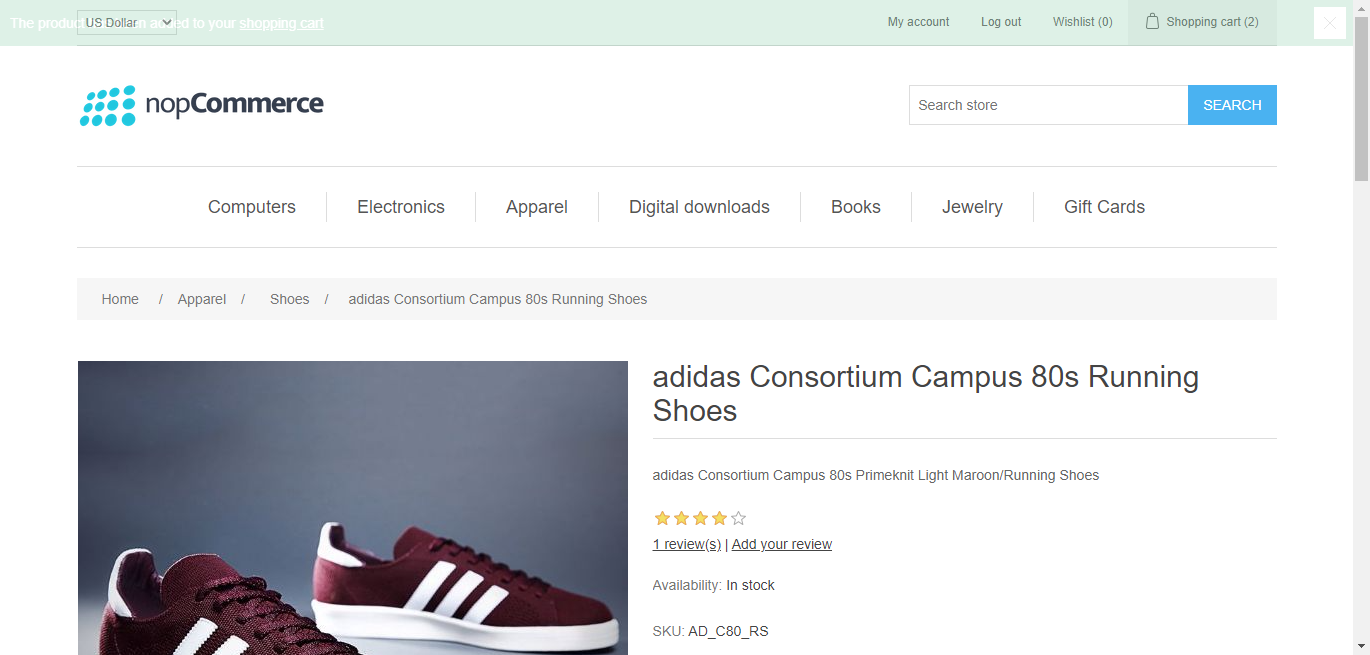 The product
US Dollar
ed to your shopping cart
My account
Log out
Wishlist (0)
Shopping cart (2)
nopCommerce
Search store
SEARCH
Computers
Electronics
Apparel
Digital downloads
Books
Jewelry
Gift Cards
Home / Apparel / Shoes / adidas Consortium Campus 80s Running Shoes
adidas Consortium Campus 80s Running
Shoes
adidas Consortium Campus 80s Primeknit Light Maroon/Running Shoes
1 review(s) | Add your review
Availability: In stock
SKU: AD_C80_RS